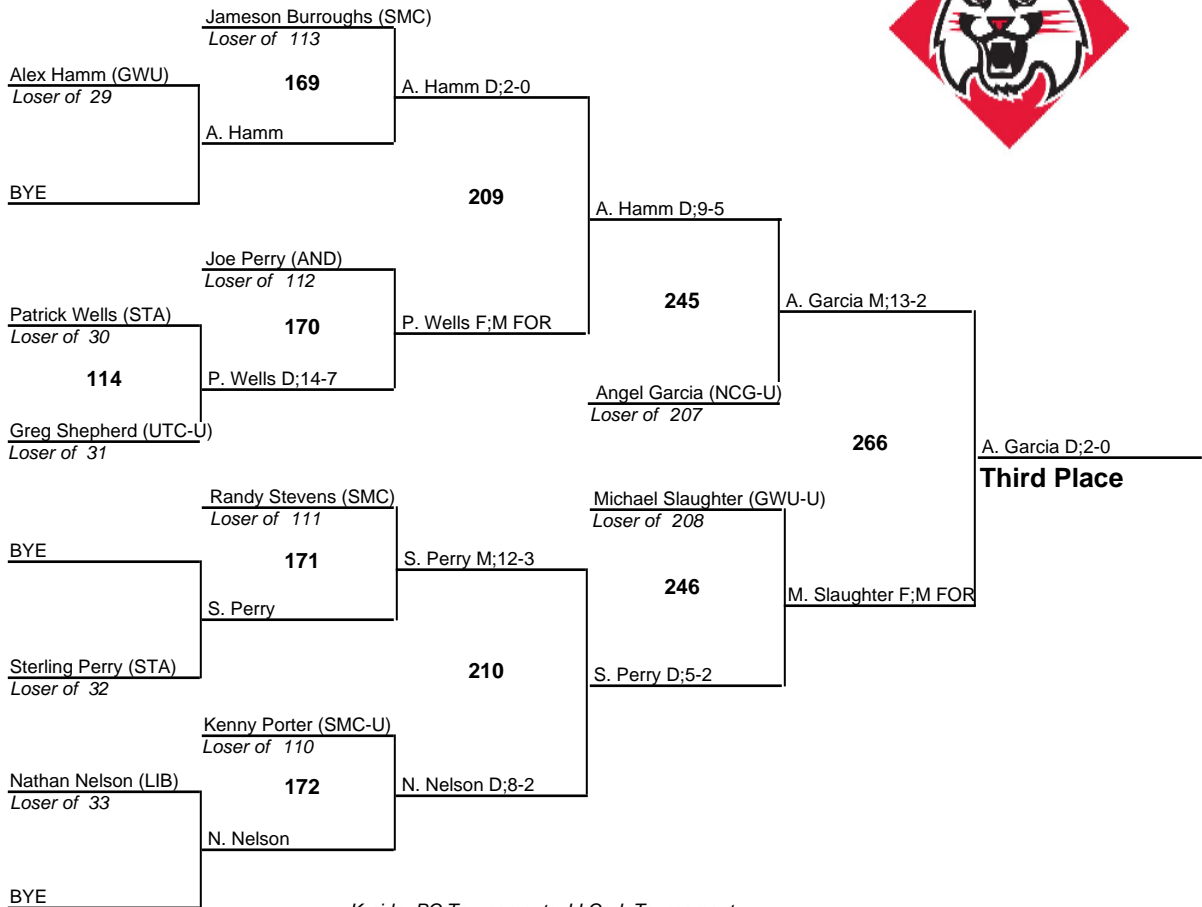 Jameson Burroughs (SMC)
Loser of 113
Alex Hamm (GWU)
Loser of 29
169
A. Hamm D;2-0
A. Hamm
BYE
209
A. Hamm D;9-5
Joe Perry (AND)
Loser of 112
Patrick Wells (STA)
Loser of 30
170
P. Wells F;M FOR
245
A. Garcia M;13-2
114
P. Wells D;14-7
Angel Garcia (NCG-U)
Loser of 207
Greg Shepherd (UTC-U)
Loser of 31
266
A. Garcia D;2-0
Third Place
Randy Stevens (SMC)
Loser of 111
Michael Slaughter (GWU-U)
Loser of 208
BYE
171
S. Perry M;12-3
246
M. Slaughter F;M FOR
S. Perry
Sterling Perry (STA)
Loser of 32
210
S. Perry D;5-2
Kenny Porter (SMC-U)
Loser of 110
Nathan Nelson (LIB)
Loser of 33
172
N. Nelson D;8-2
N. Nelson
BYE